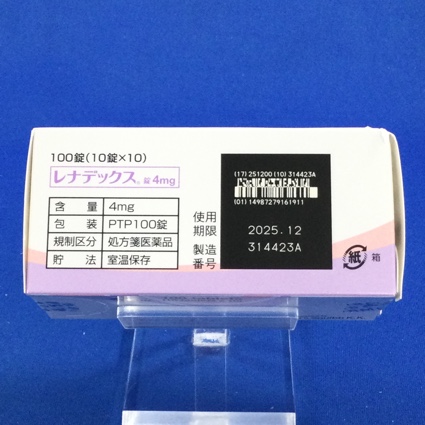 100錠(10錠×10)
レナデックス®錠4mg
含 量 4mg
包 装 PTP100錠
規制区分 処方箋医薬品
貯 法 室温保存
使用期限 2025.12
製造番号 314423A
(17) 251200 (10) 314423A
(01) 14987279161911
紙 箱